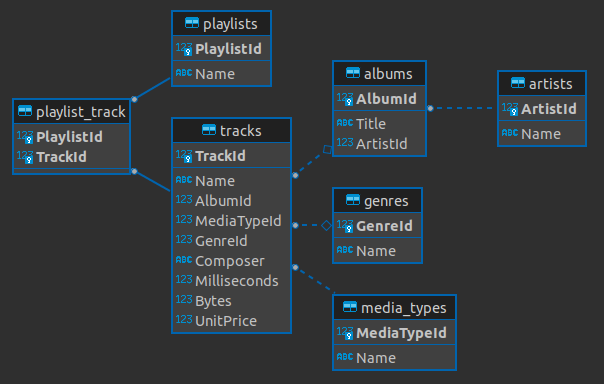 playlists
123 PlaylistId
ABC Name
playlist_track
123 PlaylistId
123 TrackId
tracks
123 TrackId
ABC Name
123 AlbumId
123 MediaTypeId
123 GenreId
ABC Composer
123 Milliseconds
123 Bytes
123 UnitPrice
albums
123 AlbumId
ABC Title
123 ArtistId
artists
123 ArtistId
ABC Name
genres
123 GenreId
ABC Name
media_types
123 MediaTypeId
ABC Name